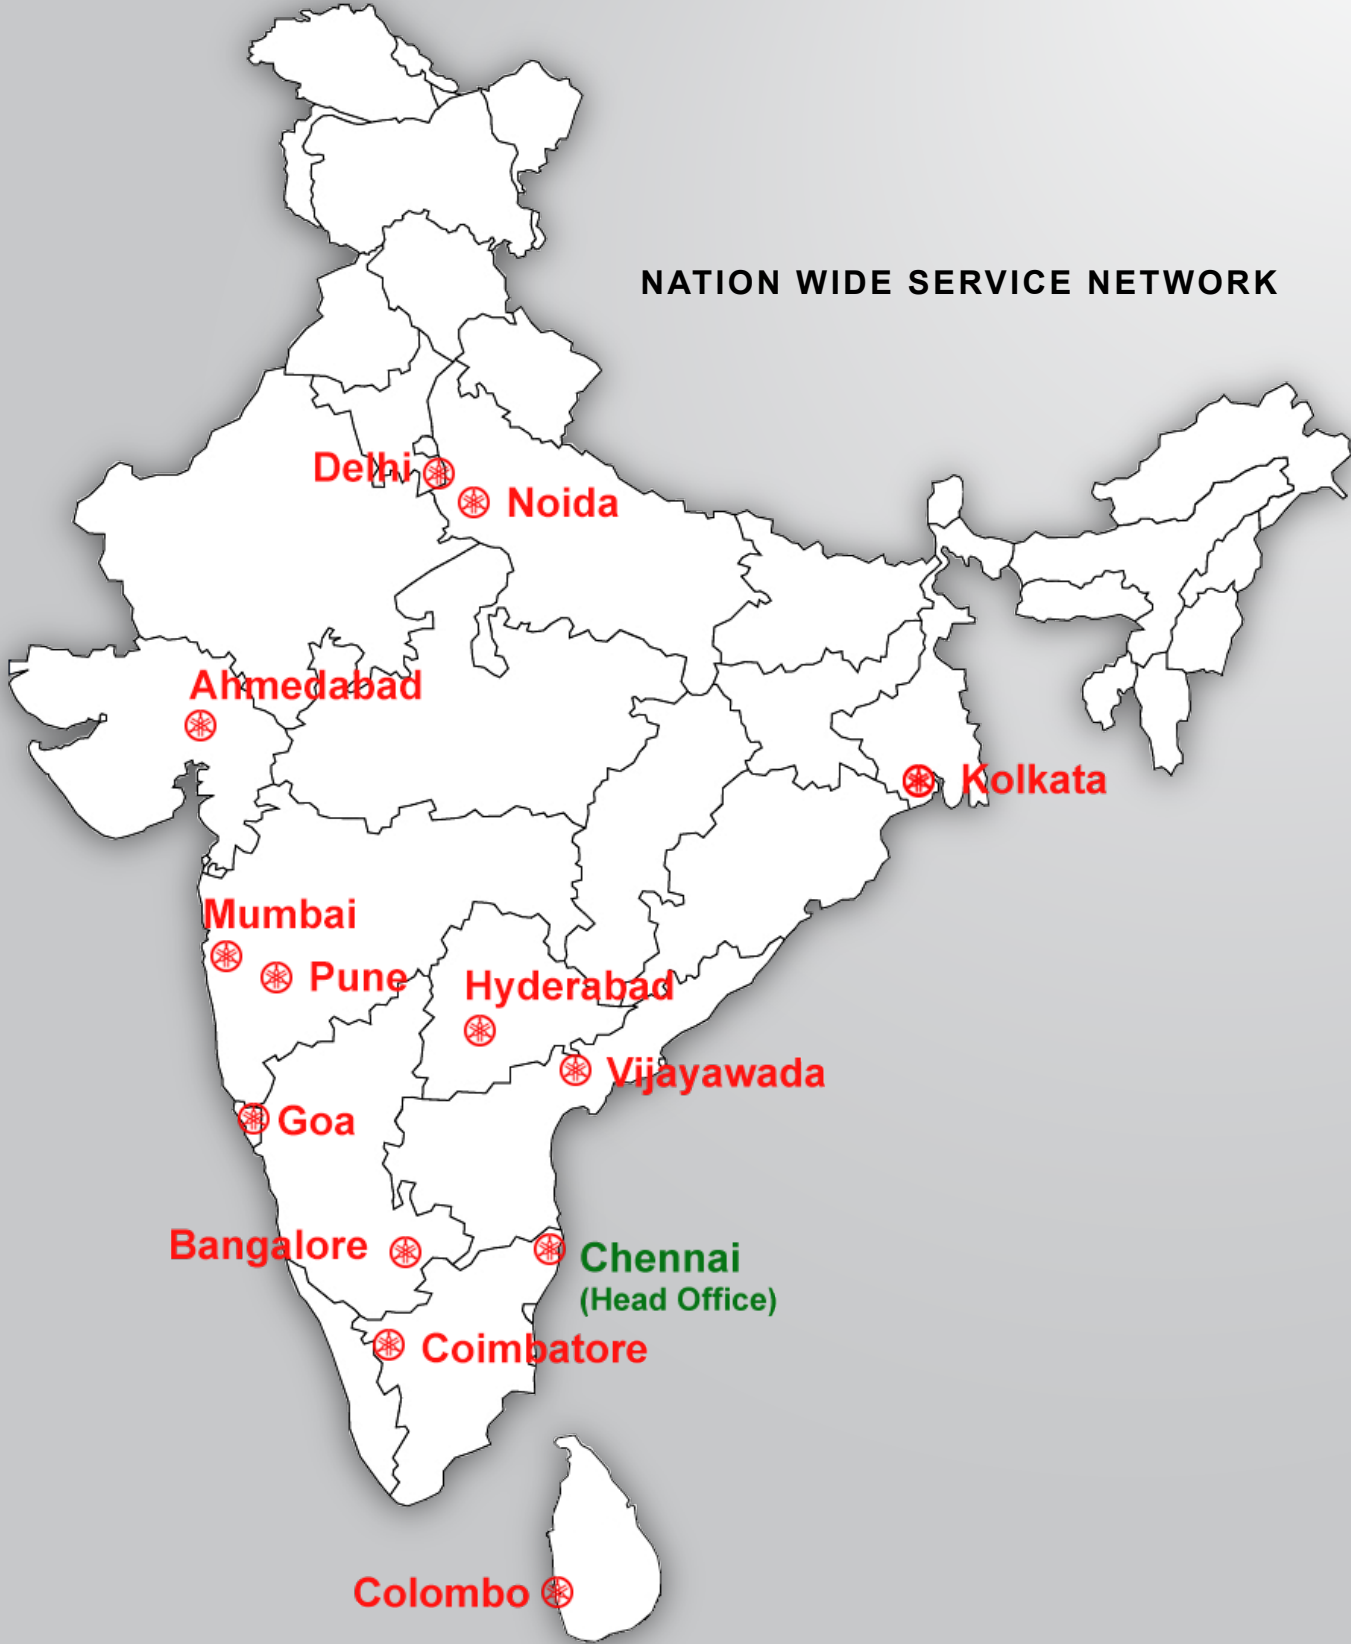 NATION WIDE SERVICE NETWORK
Delhi
Noida
Ahmedabad
Kolkata
Mumbai
Pune
Hyderabad
Vijayawada
Goa
Bangalore
Chennai
(Head Office)
Coimbatore
Colombo